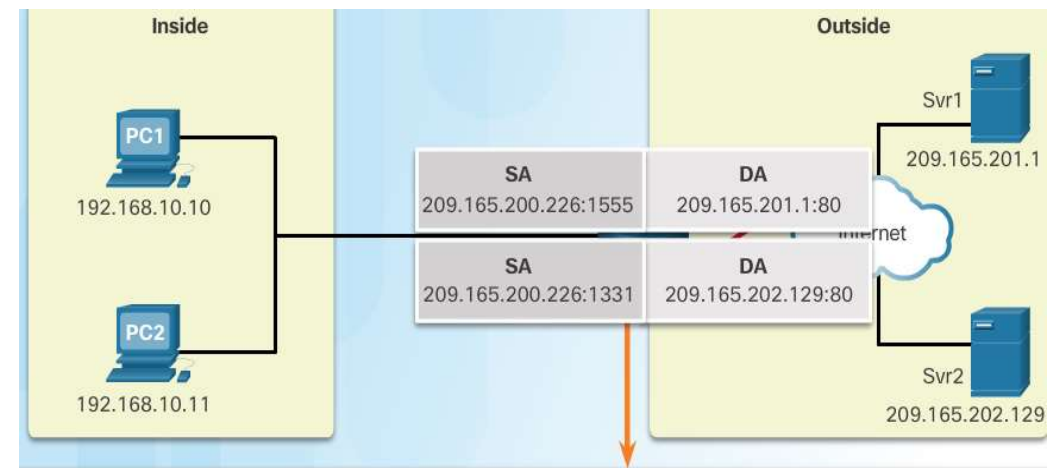 Inside
Outside
PC1
192.168.10.10
Svr1
209.165.201.1
SA
DA
209.165.200.226:1555
209.165.201.1:80
SA
DA
209.165.200.226:1331
209.165.202.129:80
PC2
192.168.10.11
Svr2
209.165.202.129